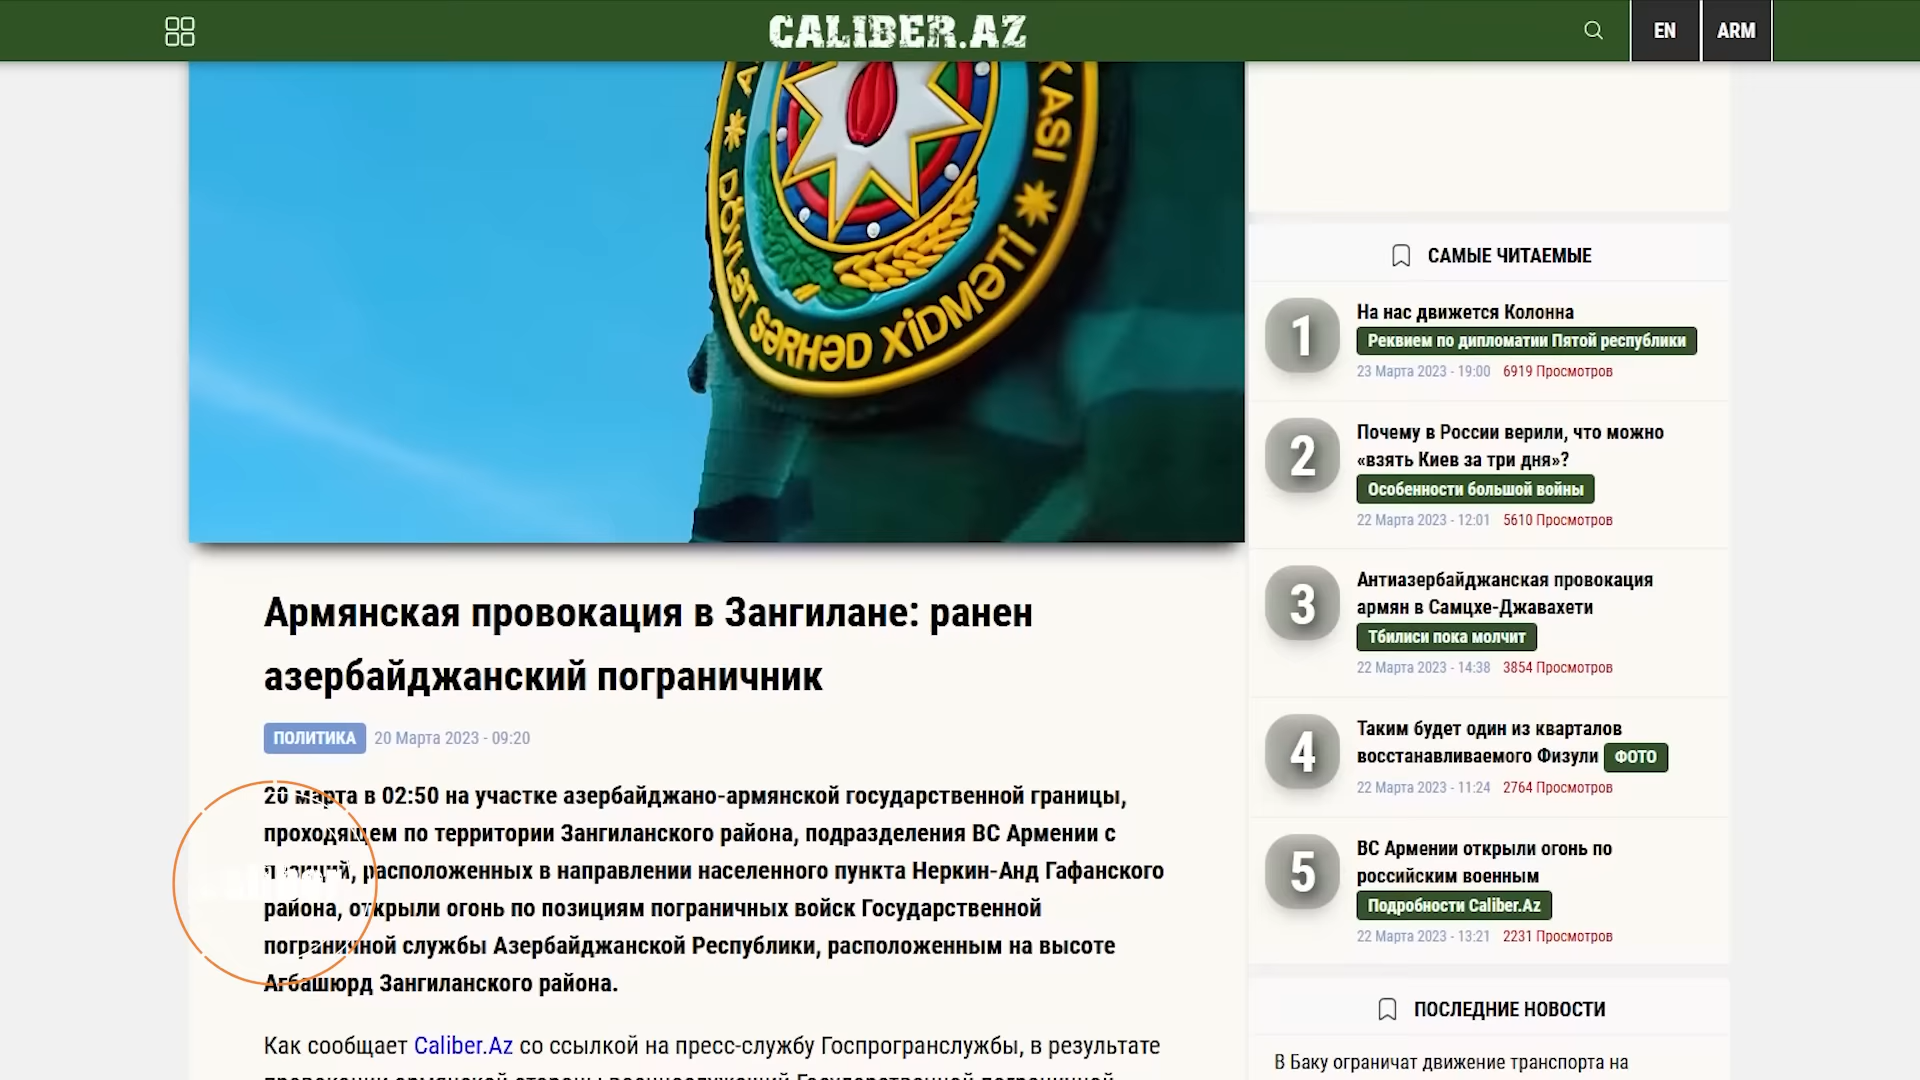 CALIBER.AZ
EN
ARM
DÖVLƏT SƏRHƏD XİDMƏTİ
Армянская провокация в Зангилане: ранен
азербайджанский пограничник
ПОЛИТИКА 20 Марта 2023 - 09:20
20 марта в 02:50 на участке азербайджано-армянской государственной границы,
проходящем по территории Зангиланского района, подразделения ВС Армении с
позиций, расположенных в направлении населенного пункта Неркин-Анд Гафанского
района, открыли огонь по позициям пограничных войск Государственной
пограничной службы Азербайджанской Республики, расположенным на высоте
Агбашюрд Зангиланского района.
Как сообщает Caliber.Az со ссылкой на пресс-службу Госпрогранслужбы, в результате
САМЫЕ ЧИТАЕМЫЕ
1
На нас движется Колонна
Реквием по дипломатии Пятой республики
23 Марта 2023 - 19:00 6919 Просмотров
2
Почему в России верили, что можно
«взять Киев за три дня»?
Особенности большой войны
22 Марта 2023 - 12:01 5610 Просмотров
3
Антиазербайджанская провокация
армян в Самцхе-Джавахети
Тбилиси пока молчит
22 Марта 2023 - 14:38 3854 Просмотров
4
Таким будет один из кварталов
восстанавливаемого Физули ФОТО
22 Марта 2023 - 11:24 2764 Просмотров
5
ВС Армении открыли огонь по
российским военным
Подробности Caliber.Az
22 Марта 2023 - 13:21 2231 Просмотров
ПОСЛЕДНИЕ НОВОСТИ
В Баку ограничат движение транспорта на